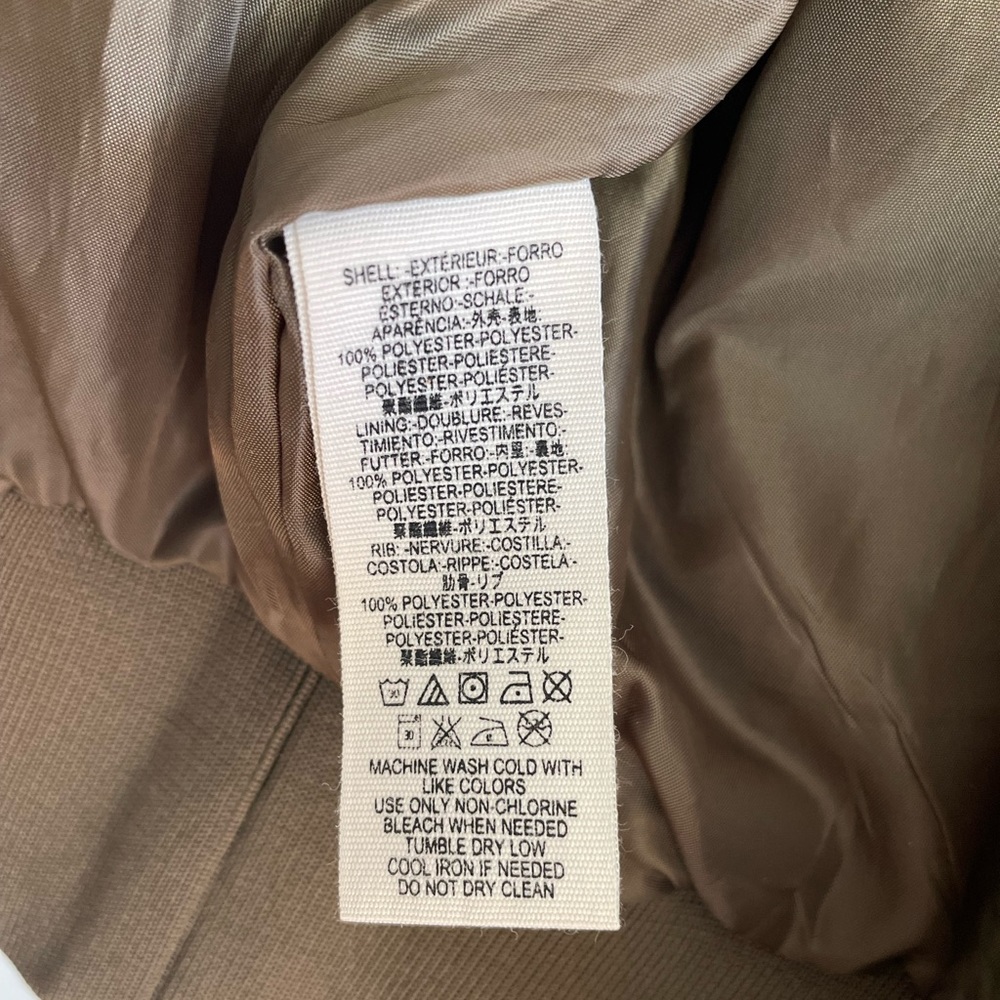 SHELL: -EXTÉRIEUR:-FORRO
EXTERIOR :-FORRO
ESTERNO:-SCHALE:-
APARÊNCIA:-外壳:-表地:
100% POLYESTER-POLYESTER-
POLIÉSTER-POLIESTERE-
POLYESTER-POLIÉSTER-
聚酯纖維-ポリエステル
LINING:-DOUBLURE:-REVES-
TIMIENTO:-RIVESTIMENTO:-
FUTTER:-FORRO:-内里:-裏地:
100% POLYESTER-POLYESTER-
POLIÉSTER-POLIESTERE-
POLYESTER-POLIÉSTER-
聚酯纖維-ポリエステル
RIB: -NERVURE:-COSTILLA:-
COSTOLA:-RIPPE:-COSTELA:-
肋骨-リブ
100% POLYESTER-POLYESTER-
POLIÉSTER-POLIESTERE-
POLYESTER-POLIÉSTER-
聚酯纖維-ポリエステル
30
30
MACHINE WASH COLD WITH
LIKE COLORS
USE ONLY NON-CHLORINE
BLEACH WHEN NEEDED
TUMBLE DRY LOW
COOL IRON IF NEEDED
DO NOT DRY CLEAN